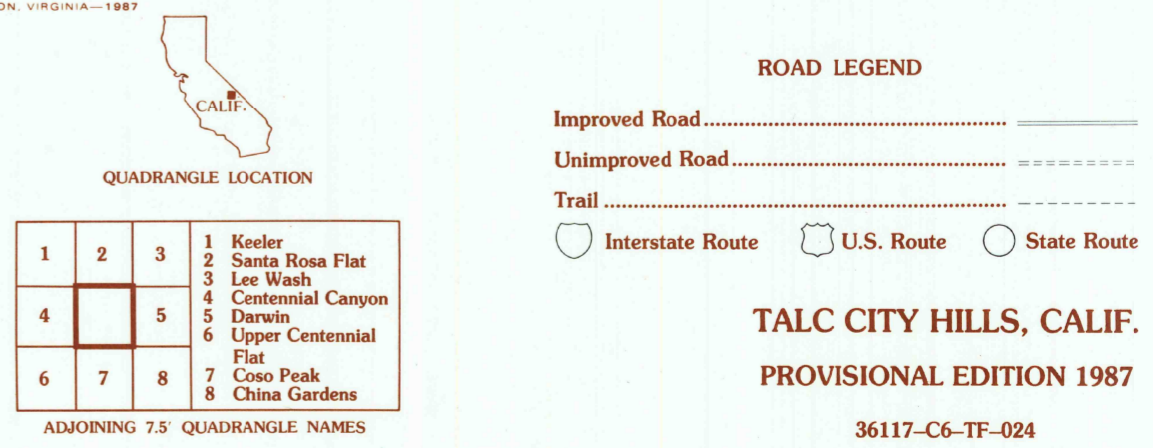 ON, VIRGINIA—1987
CALIF.
QUADRANGLE LOCATION
1 2 3
4 5
6 7 8
1 Keeler
2 Santa Rosa Flat
3 Lee Wash
4 Centennial Canyon
5 Darwin
6 Upper Centennial
Flat
7 Coso Peak
8 China Gardens
ADJOINING 7.5' QUADRANGLE NAMES
ROAD LEGEND
Improved Road
Unimproved Road
Trail
Interstate Route U.S. Route State Route
TALC CITY HILLS, CALIF.
PROVISIONAL EDITION 1987
36117–C6–TF–024